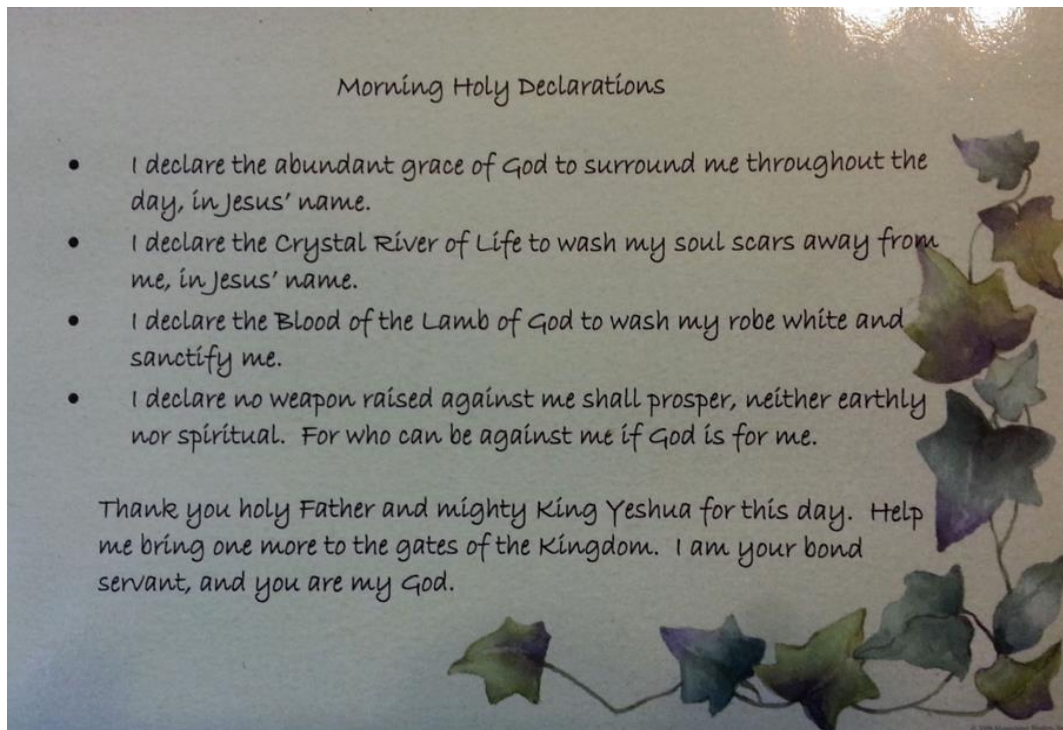 Morning Holy Declarations
• I declare the abundant grace of God to surround me throughout the
day, in Jesus' name.
• I declare the Crystal River of Life to wash my soul scars away from
me, in Jesus' name.
• I declare the Blood of the Lamb of God to wash my robe white and
sanctify me.
• I declare no weapon raised against me shall prosper, neither earthly
nor spiritual. For who can be against me if God is for me.
Thank you holy Father and mighty King Yeshua for this day. Help
me bring one more to the gates of the Kingdom. I am your bond
servant, and you are my God.